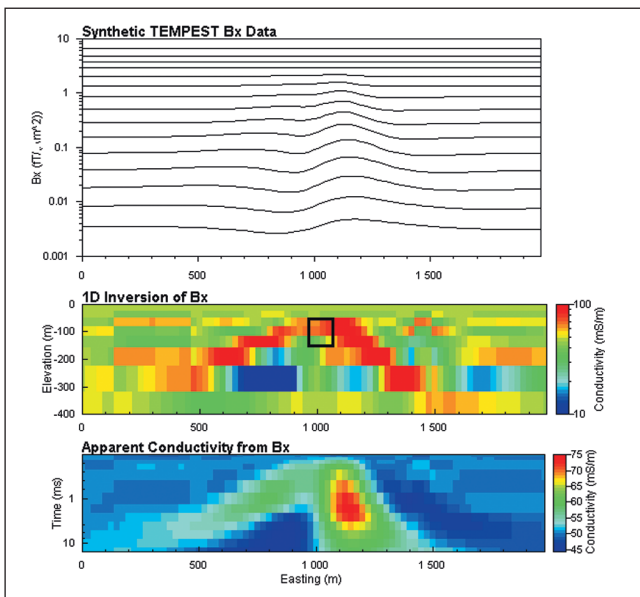 Synthetic TEMPEST Bx Data
10
1
0.1
0.01
0.001
0 500 1 000 1 500
1D Inversion of Bx
Elevation (m)
0
-100
-200
-300
-400
0 500 1 000 1 500
100
10
Conductivity (mS/m)
Apparent Conductivity from Bx
Time (ms)
1
10
0 500 1 000 1 500
Easting (m)
75
70
65
60
55
50
45
Conductivity (mS/m)